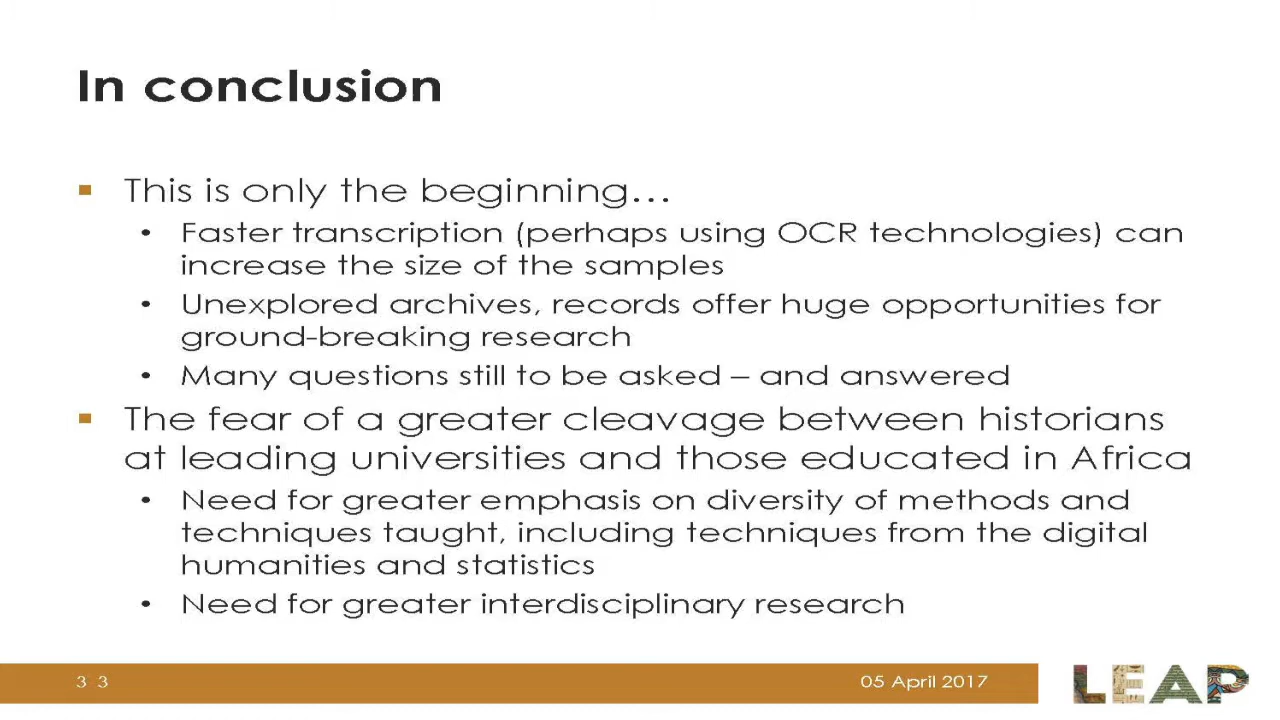 In conclusion
▪ This is only the beginning…
• Faster transcription (perhaps using OCR technologies) can
increase the size of the samples
• Unexplored archives, records offer huge opportunities for
ground-breaking research
• Many questions still to be asked – and answered
▪ The fear of a greater cleavage between historians
at leading universities and those educated in Africa
• Need for greater emphasis on diversity of methods and
techniques taught, including techniques from the digital
humanities and statistics
• Need for greater interdisciplinary research
3 3
05 April 2017
LEAP